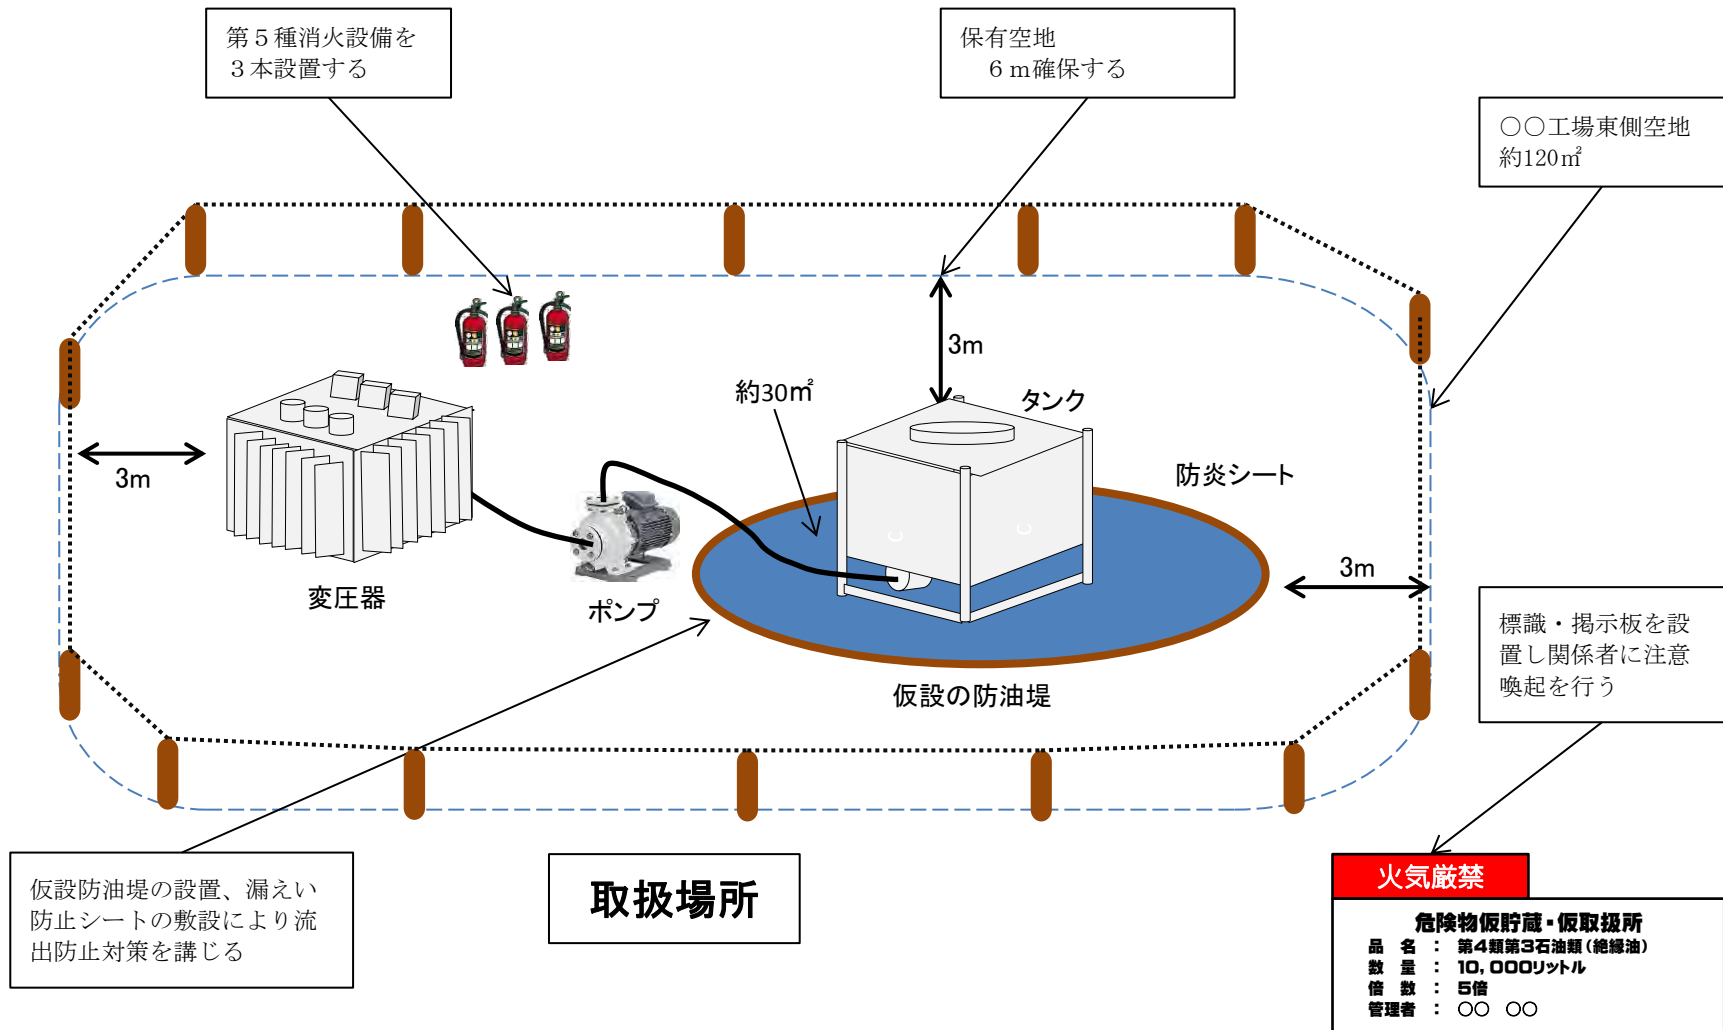 第５種消火設備を
３本設置する
保有空地
６ｍ確保する
○○工場東側空地
約120㎡
3m
約30㎡
タンク
防炎シート
3m
変圧器
ポンプ
3m
仮設の防油堤
標識・掲示板を設
置し関係者に注意
喚起を行う
仮設防油堤の設置、漏えい
防止シートの敷設により流
出防止対策を講じる
取扱場所
火気厳禁
危険物仮貯蔵・仮取扱所
品　名　：　第4類第3石油類（絶縁油）
数　量　：　10,000リットル
倍　数　：　5倍
管理者　：　○○　○○